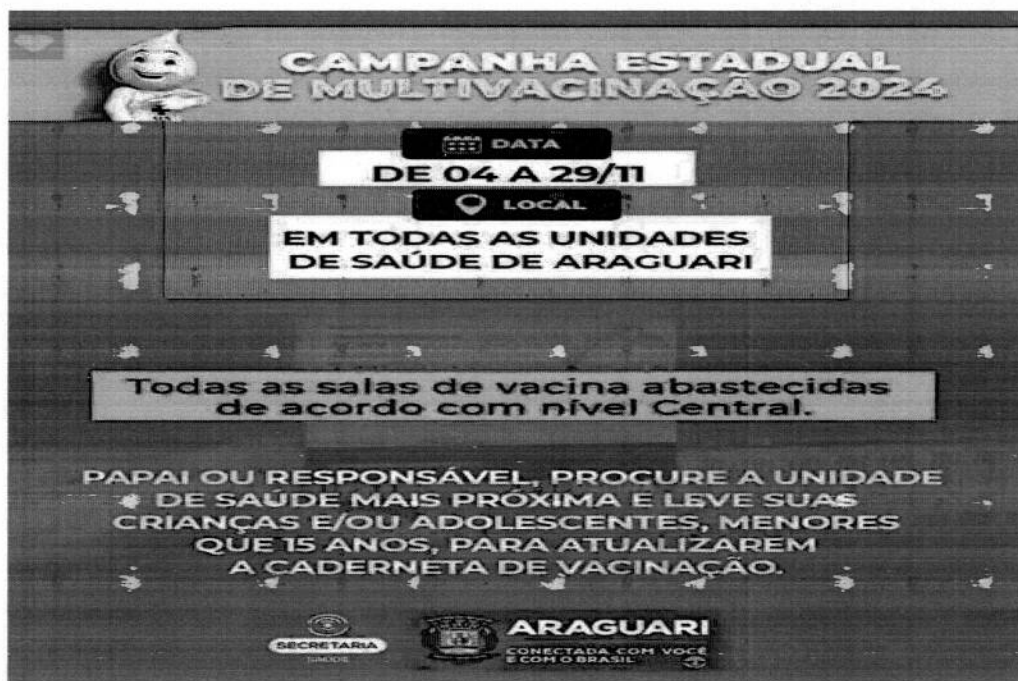 CAMPANHA ESTADUAL
DE MULTIVACINAÇÃO 2024
DATA
DE 04 A 29/11
LOCAL
EM TODAS AS UNIDADES
DE SAÚDE DE ARAGUARI
Todas as salas de vacina abastecidas
de acordo com nível Central.
PAPAI OU RESPONSÁVEL, PROCURE A UNIDADE
DE SAÚDE MAIS PRÓXIMA E LEVE SUAS
CRIANÇAS E/OU ADOLESCENTES, MENORES
QUE 15 ANOS, PARA ATUALIZAREM
A CADERNETA DE VACINAÇÃO.
SECRETARIA
ARAGUARI
CONECTADA COM VOCÊ
E COM O BRASIL